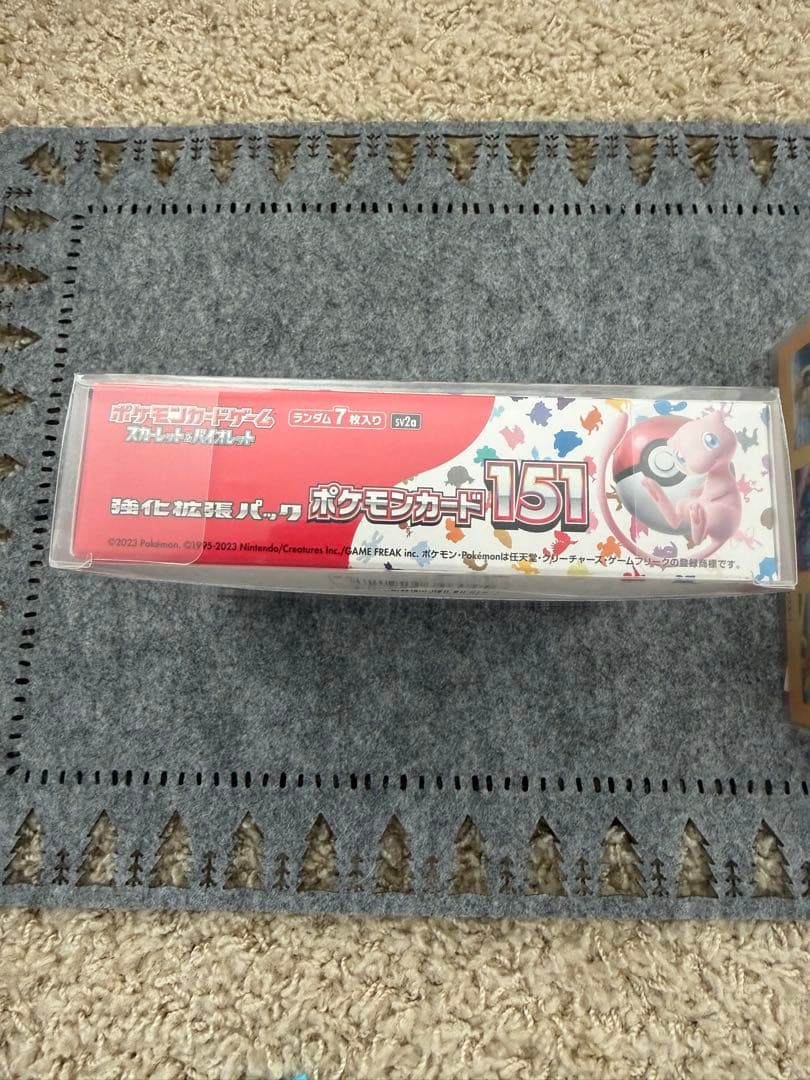 ポケモンカードゲーム
スカーレット&バイオレット
ランダム7枚入り
sv2a
強化拡張パック ポケモンカード151
©2023 Pokémon. ©1995-2023 Nintendo/Creatures Inc./GAME FREAK inc. ポケモン・Pokémonは任天堂・クリーチャーズ・ゲームフリークの登録商標です。